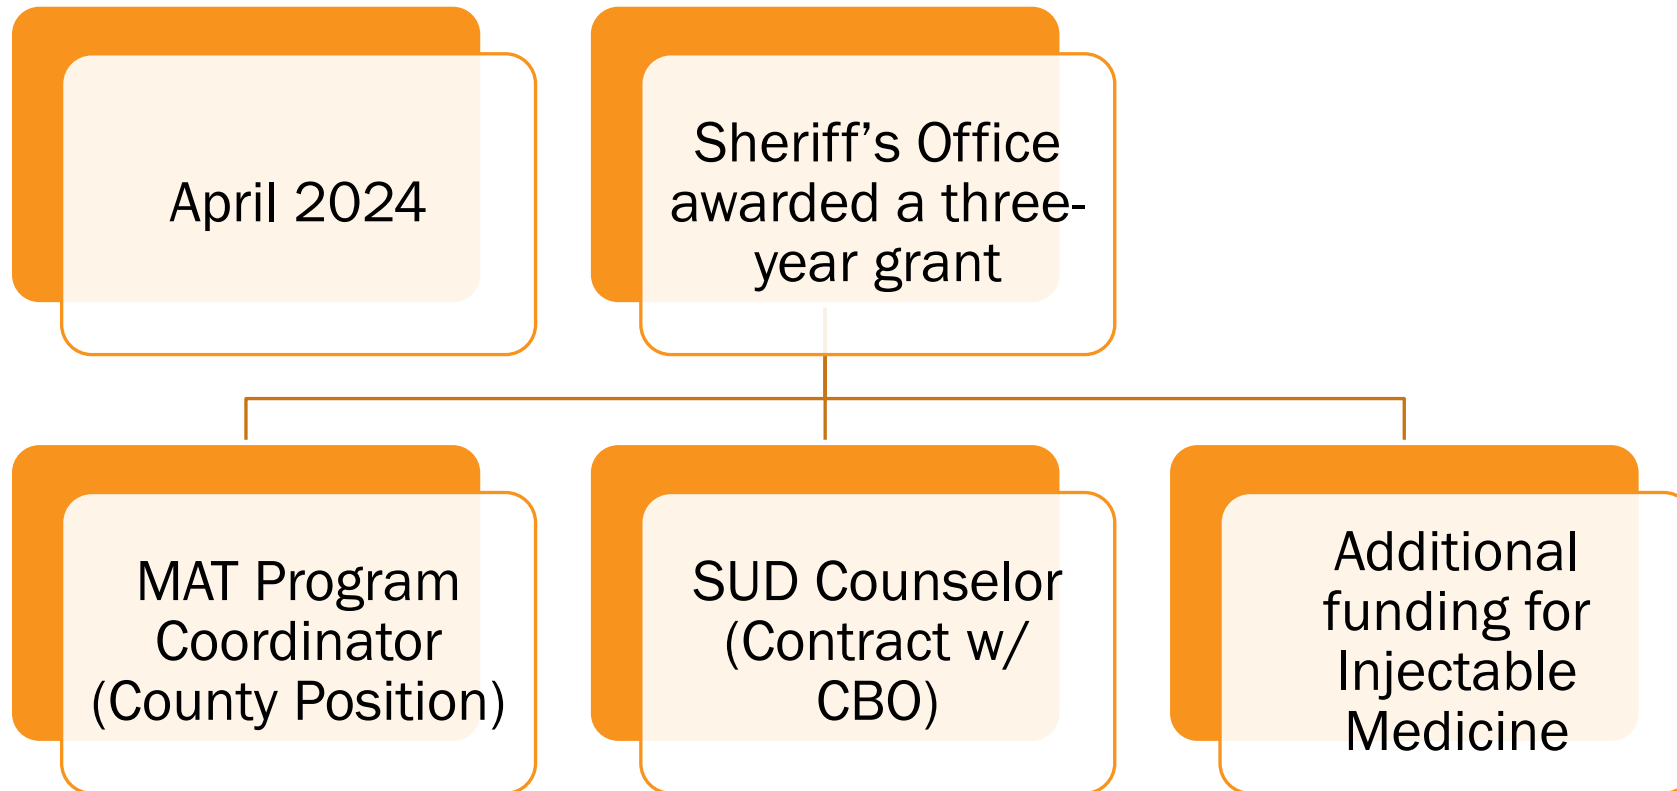 April 2024
Sheriff’s Office
awarded a three-
year grant
MAT Program
Coordinator
(County Position)
SUD Counselor
(Contract w/
CBO)
Additional
funding for
Injectable
Medicine